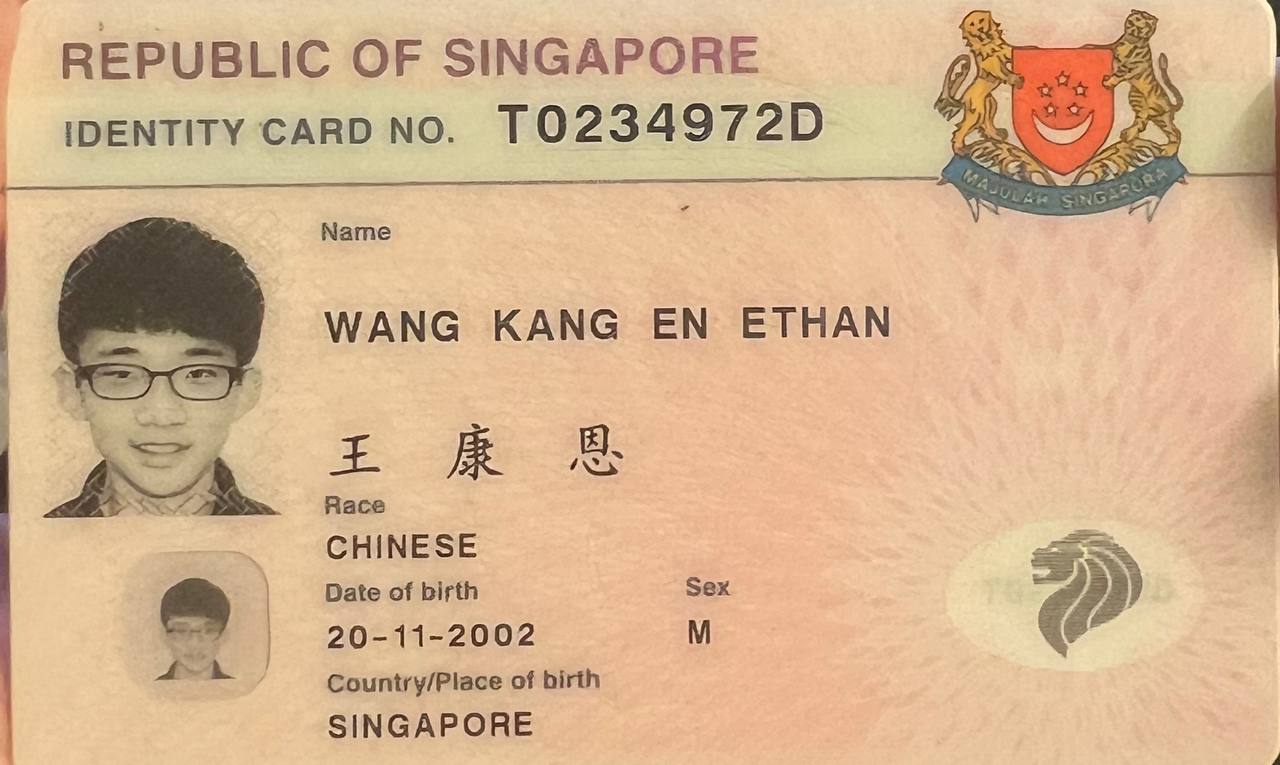 REPUBLIC OF SINGAPORE
IDENTITY CARD NO. T0234972D
MAJULAH SINGAPURA
Name
WANG KANG EN ETHAN
王 康 恩
Race
CHINESE
Date of birth Sex
20-11-2002 M
Country/Place of birth
SINGAPORE